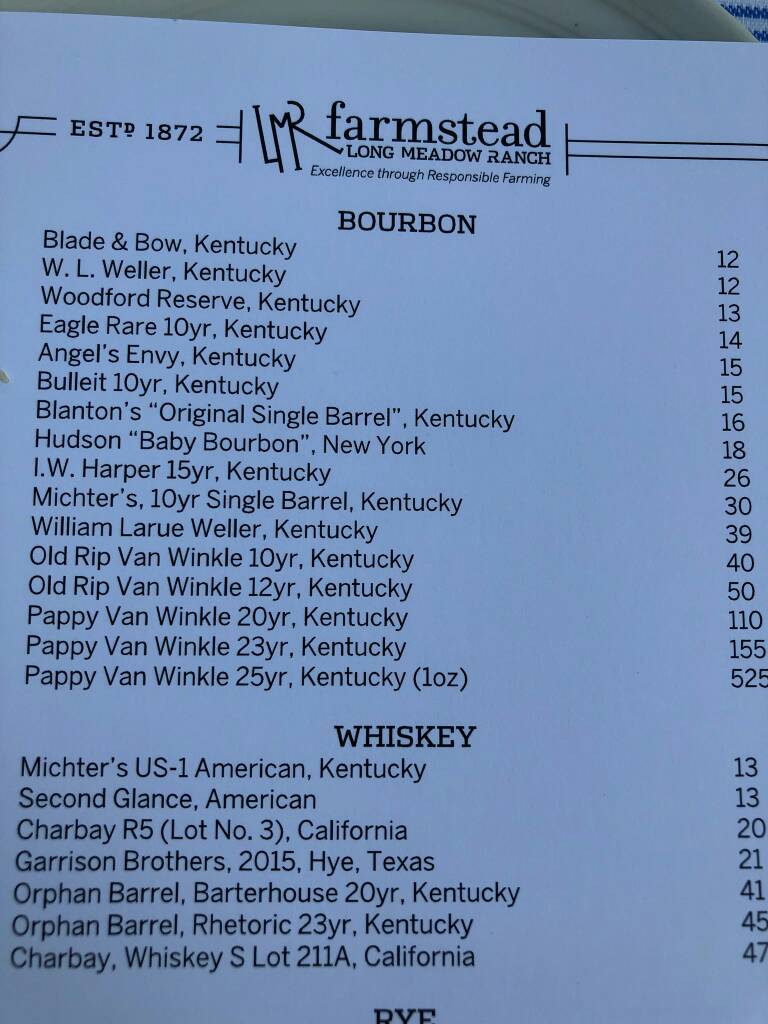 ESTD 1872
LMR farmstead
LONG MEADOW RANCH
Excellence through Responsible Farming
BOURBON
Blade & Bow, Kentucky 12
W. L. Weller, Kentucky 12
Woodford Reserve, Kentucky 13
Eagle Rare 10yr, Kentucky 14
Angel's Envy, Kentucky 15
Bulleit 10yr, Kentucky 15
Blanton's "Original Single Barrel", Kentucky 16
Hudson "Baby Bourbon", New York 18
I.W. Harper 15yr, Kentucky 26
Michter's, 10yr Single Barrel, Kentucky 30
William Larue Weller, Kentucky 39
Old Rip Van Winkle 10yr, Kentucky 40
Old Rip Van Winkle 12yr, Kentucky 50
Pappy Van Winkle 20yr, Kentucky 110
Pappy Van Winkle 23yr, Kentucky 155
Pappy Van Winkle 25yr, Kentucky (1oz) 525
WHISKEY
Michter's US-1 American, Kentucky 13
Second Glance, American 13
Charbay R5 (Lot No. 3), California 20
Garrison Brothers, 2015, Hye, Texas 21
Orphan Barrel, Barterhouse 20yr, Kentucky 41
Orphan Barrel, Rhetoric 23yr, Kentucky 45
Charbay, Whiskey S Lot 211A, California 47
RYE